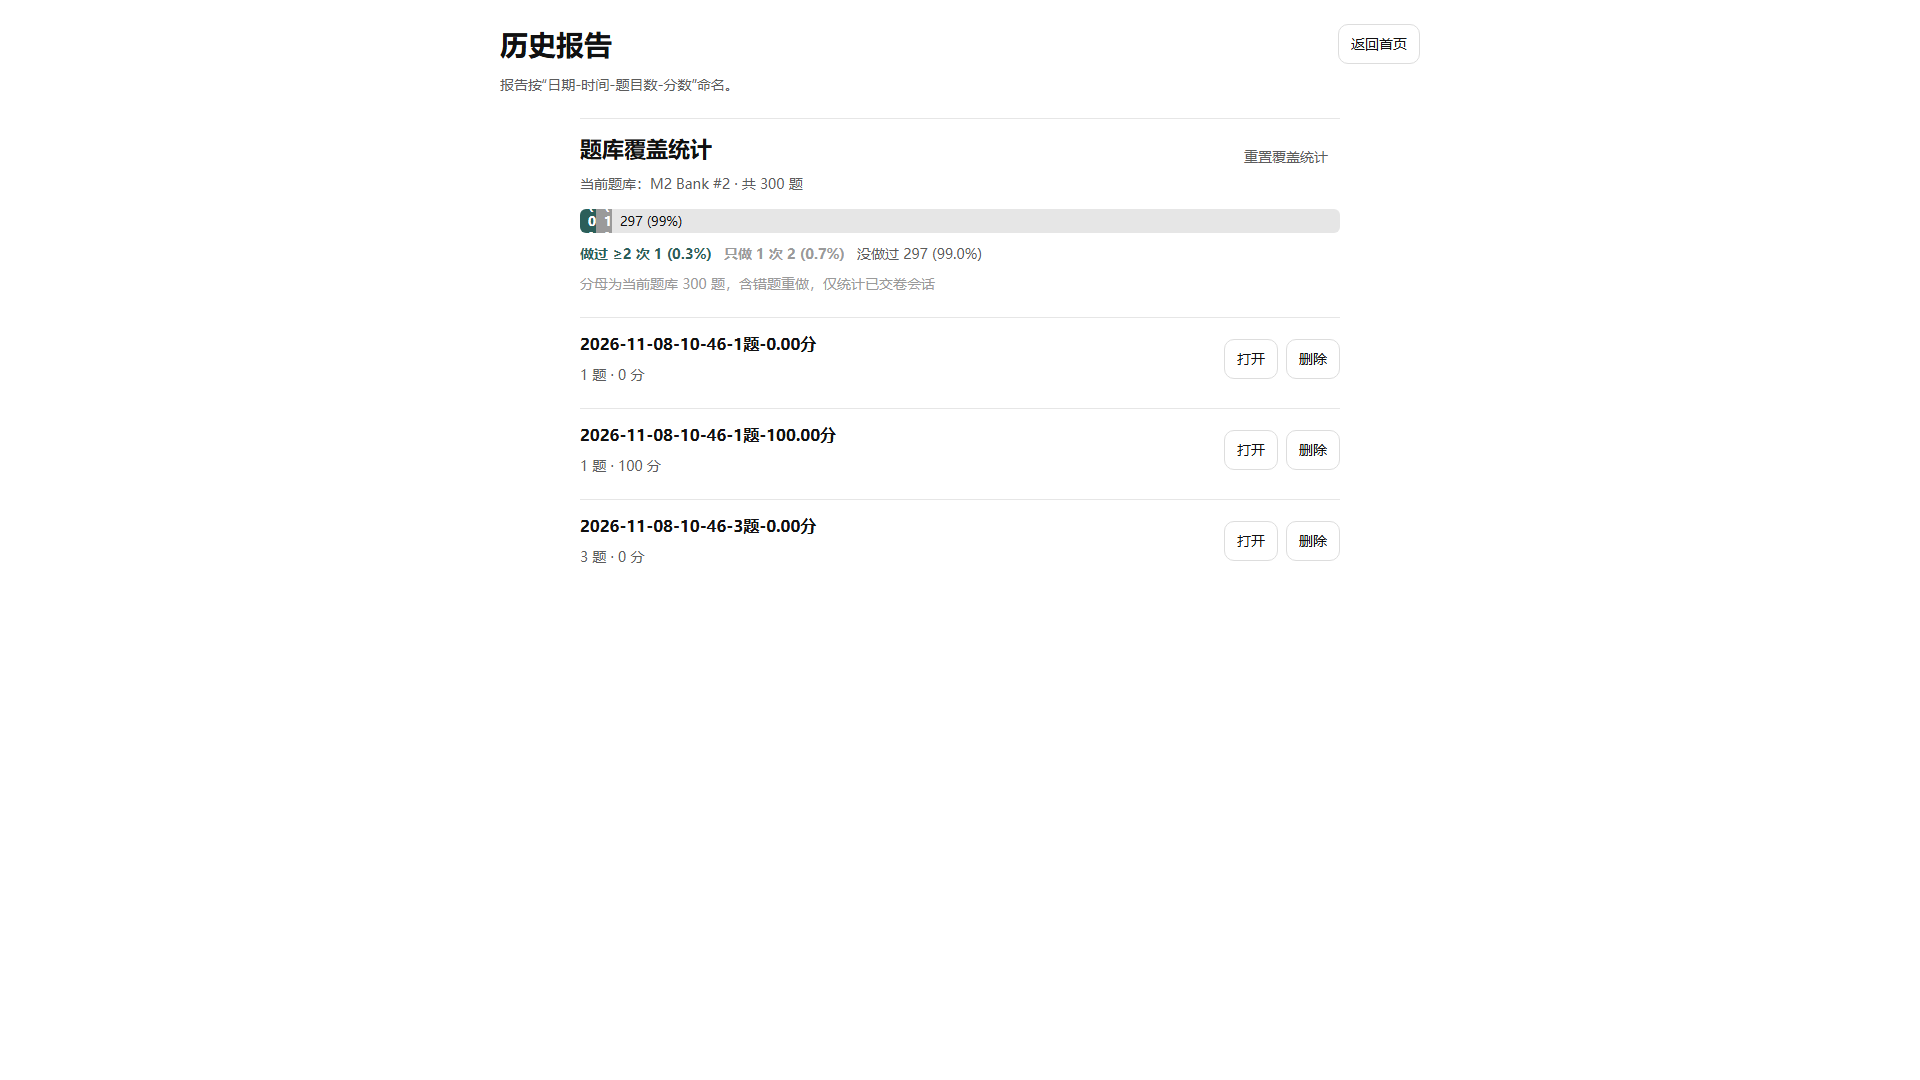 历史报告
返回首页
报告按“日期-时间-题目数-分数”命名。
题库覆盖统计
重置覆盖统计
当前题库：M2 Bank #2 · 共 300 题
0 1 297 (99%)
做过 ≥2 次 1 (0.3%) 只做 1 次 2 (0.7%) 没做过 297 (99.0%)
分母为当前题库 300 题，含错题重做，仅统计已交卷会话
2026-11-08-10-46-1题-0.00分
1 题 · 0 分
打开 删除
2026-11-08-10-46-1题-100.00分
1 题 · 100 分
打开 删除
2026-11-08-10-46-3题-0.00分
3 题 · 0 分
打开 删除